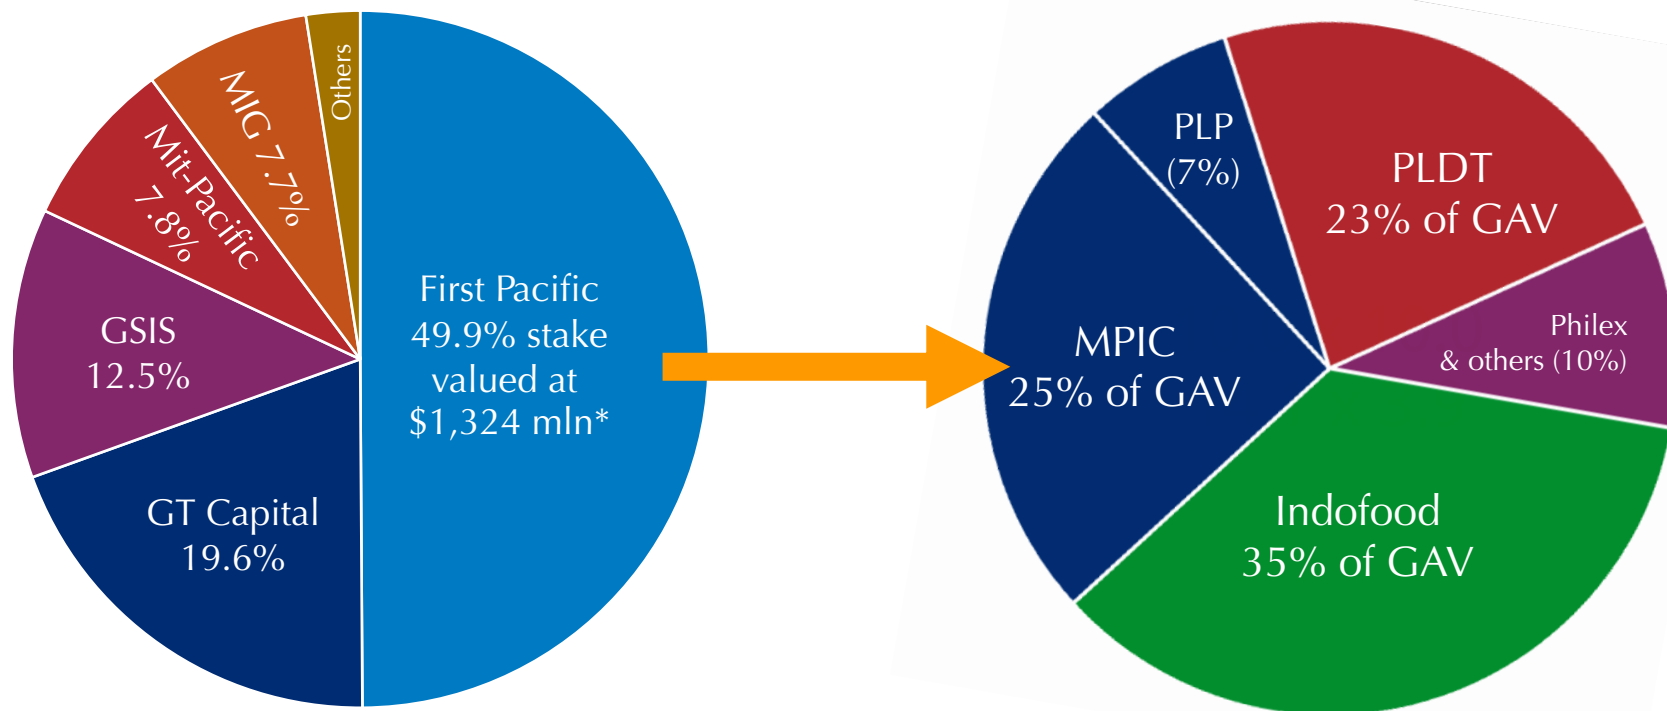 Others
MIG 7.7%
Mit-Pacific
7.8%
GSIS
12.5%
GT Capital
19.6%
First Pacific
49.9% stake
valued at
$1,324 mln*
PLP
(7%)
PLDT
23% of GAV
Philex
& others (10%)
MPIC
25% of GAV
Indofood
35% of GAV